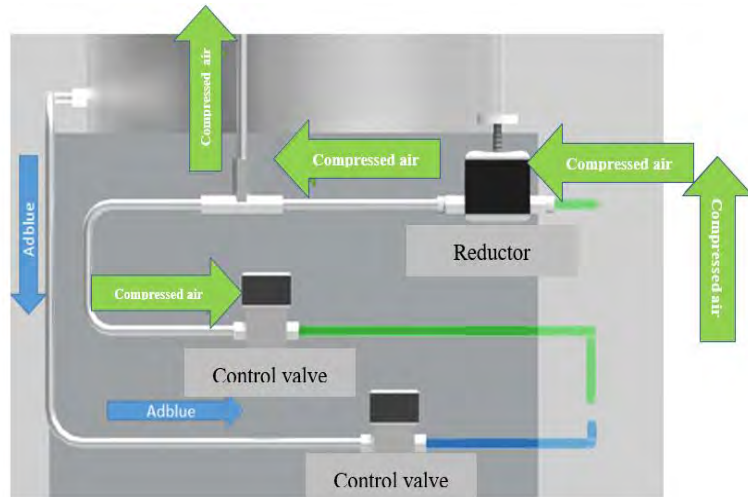 Compressed air
Compressed air
Compressed air
Compressed air
Adblue
Reductor
Compressed air
Control valve
Adblue
Control valve